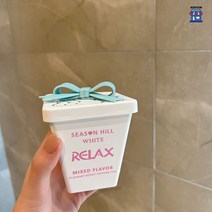 SEASON HILL
WHITE
RELAX
MIXED FLAVOR